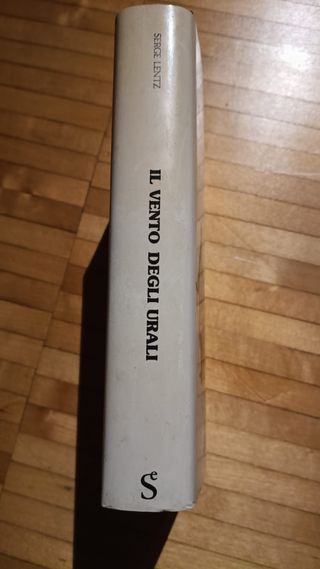 SERGE LENTZ
IL VENTO DEGLI URALI
S